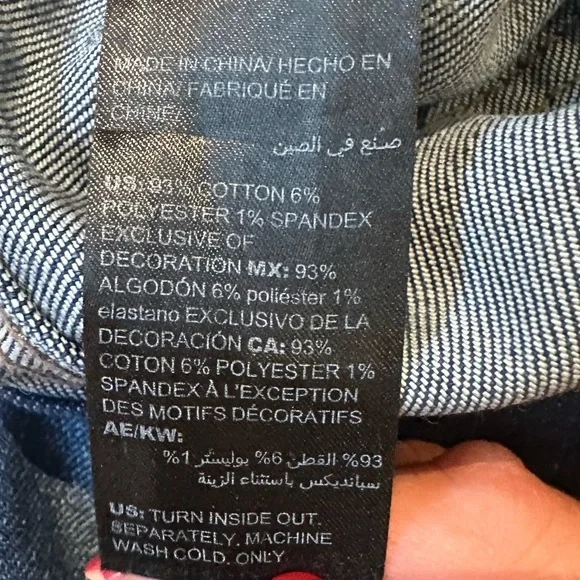 MADE IN CHINA/ HECHO EN
CHINA/ FABRIQUÉ EN
CHINE/
صُنع في الصين
US: 93% COTTON 6%
POLYESTER 1% SPANDEX
EXCLUSIVE OF
DECORATION MX: 93%
ALGODÓN 6% poliéster 1%
elastano EXCLUSIVO DE LA
DECORACIÓN CA: 93%
COTON 6% POLYESTER 1%
SPANDEX À L'EXCEPTION
DES MOTIFS DÉCORATIFS
AE/KW:
93% القطن 6% بوليستر 1%
سبانديكس باستثناء الزينة
US: TURN INSIDE OUT.
SEPARATELY. MACHINE
WASH COLD. ONLY